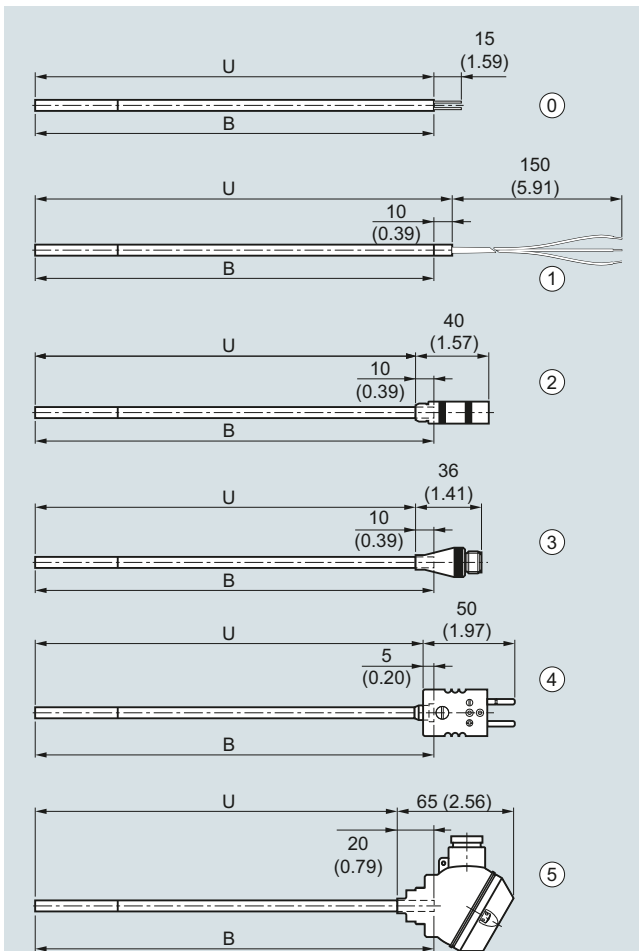 15
U (1.59)
B
⓪
150
U (5.91)
10
(0.39)
B
①
40
U (1.57)
10
(0.39)
②
B
36
U (1.41)
10
(0.39)
③
B
50
U (1.97)
5
(0.20)
④
B
U 65 (2.56)
20
(0.79)
⑤
B